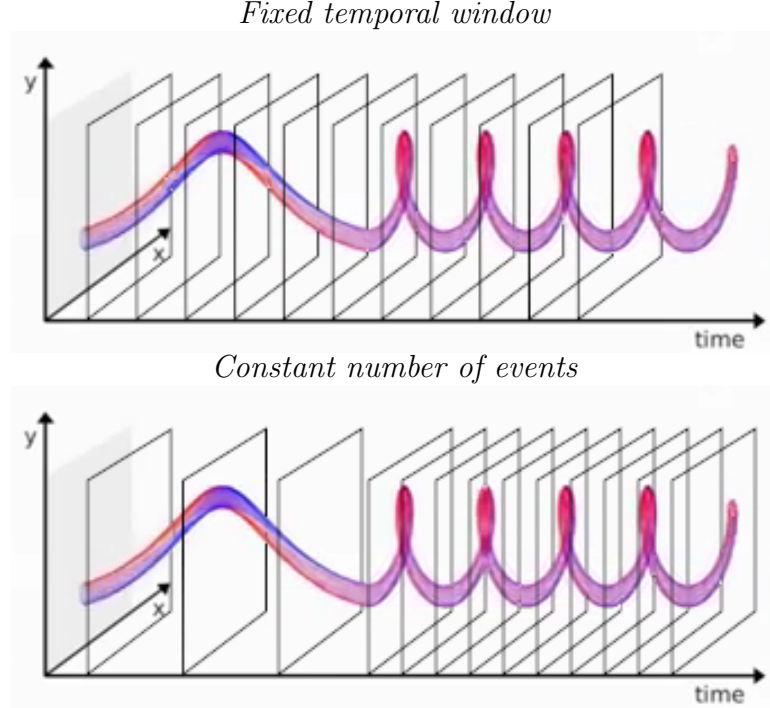 Fixed temporal window
y
x
time
Constant number of events
y
x
time